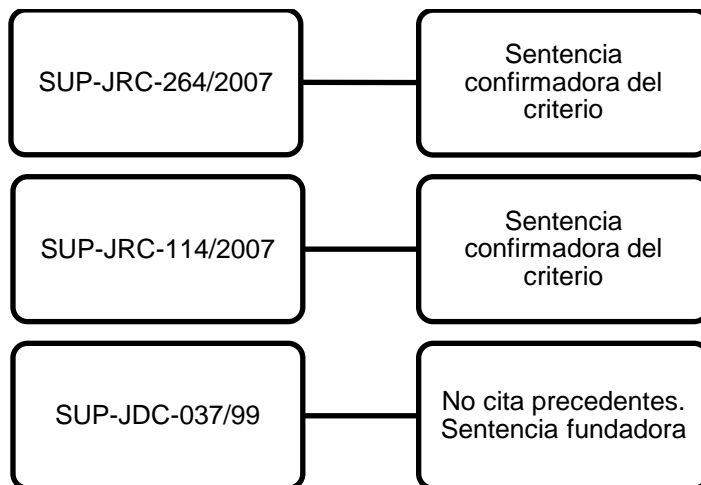 SUP-JRC-264/2007
Sentencia
confirmadora del
criterio
SUP-JRC-114/2007
Sentencia
confirmadora del
criterio
SUP-JDC-037/99
No cita precedentes.
Sentencia fundadora